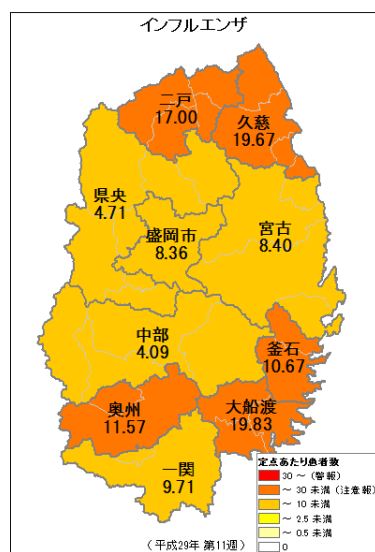 インフルエンザ
二戸
17.00
久慈
19.67
県央
4.71
盛岡市
8.36
宮古
8.40
中部
4.09
釜石
10.67
奥州
11.57
大船渡
19.83
一関
9.71
定点あたり患者数
30 ～ (警報)
～ 30 未満 (注意報)
～ 10 未満
～ 2.5 未満
～ 0.5 未満
0
(平成29年 第11週)